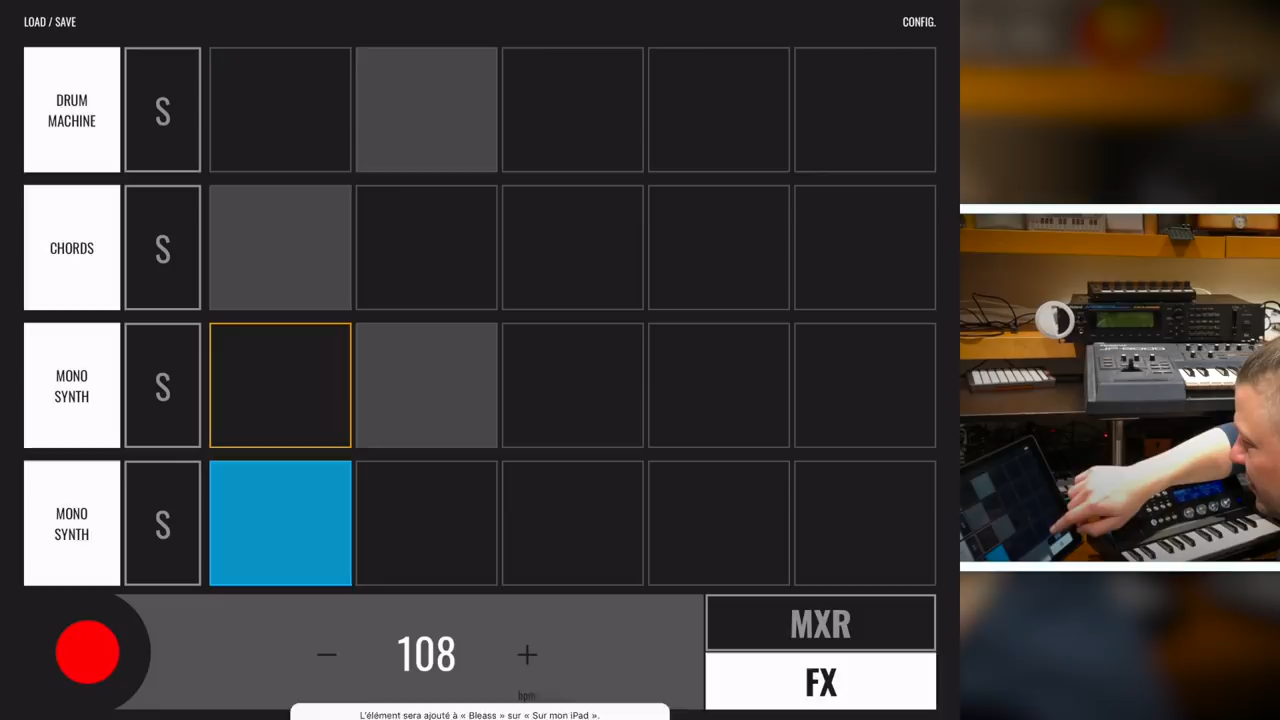 LOAD / SAVE
CONFIG.
DRUM
MACHINE
S
CHORDS
S
MONO
SYNTH
S
MONO
SYNTH
S
108
bpm
MXR
FX
L'élément sera ajouté à « Bleass » sur « Sur mon iPad ».